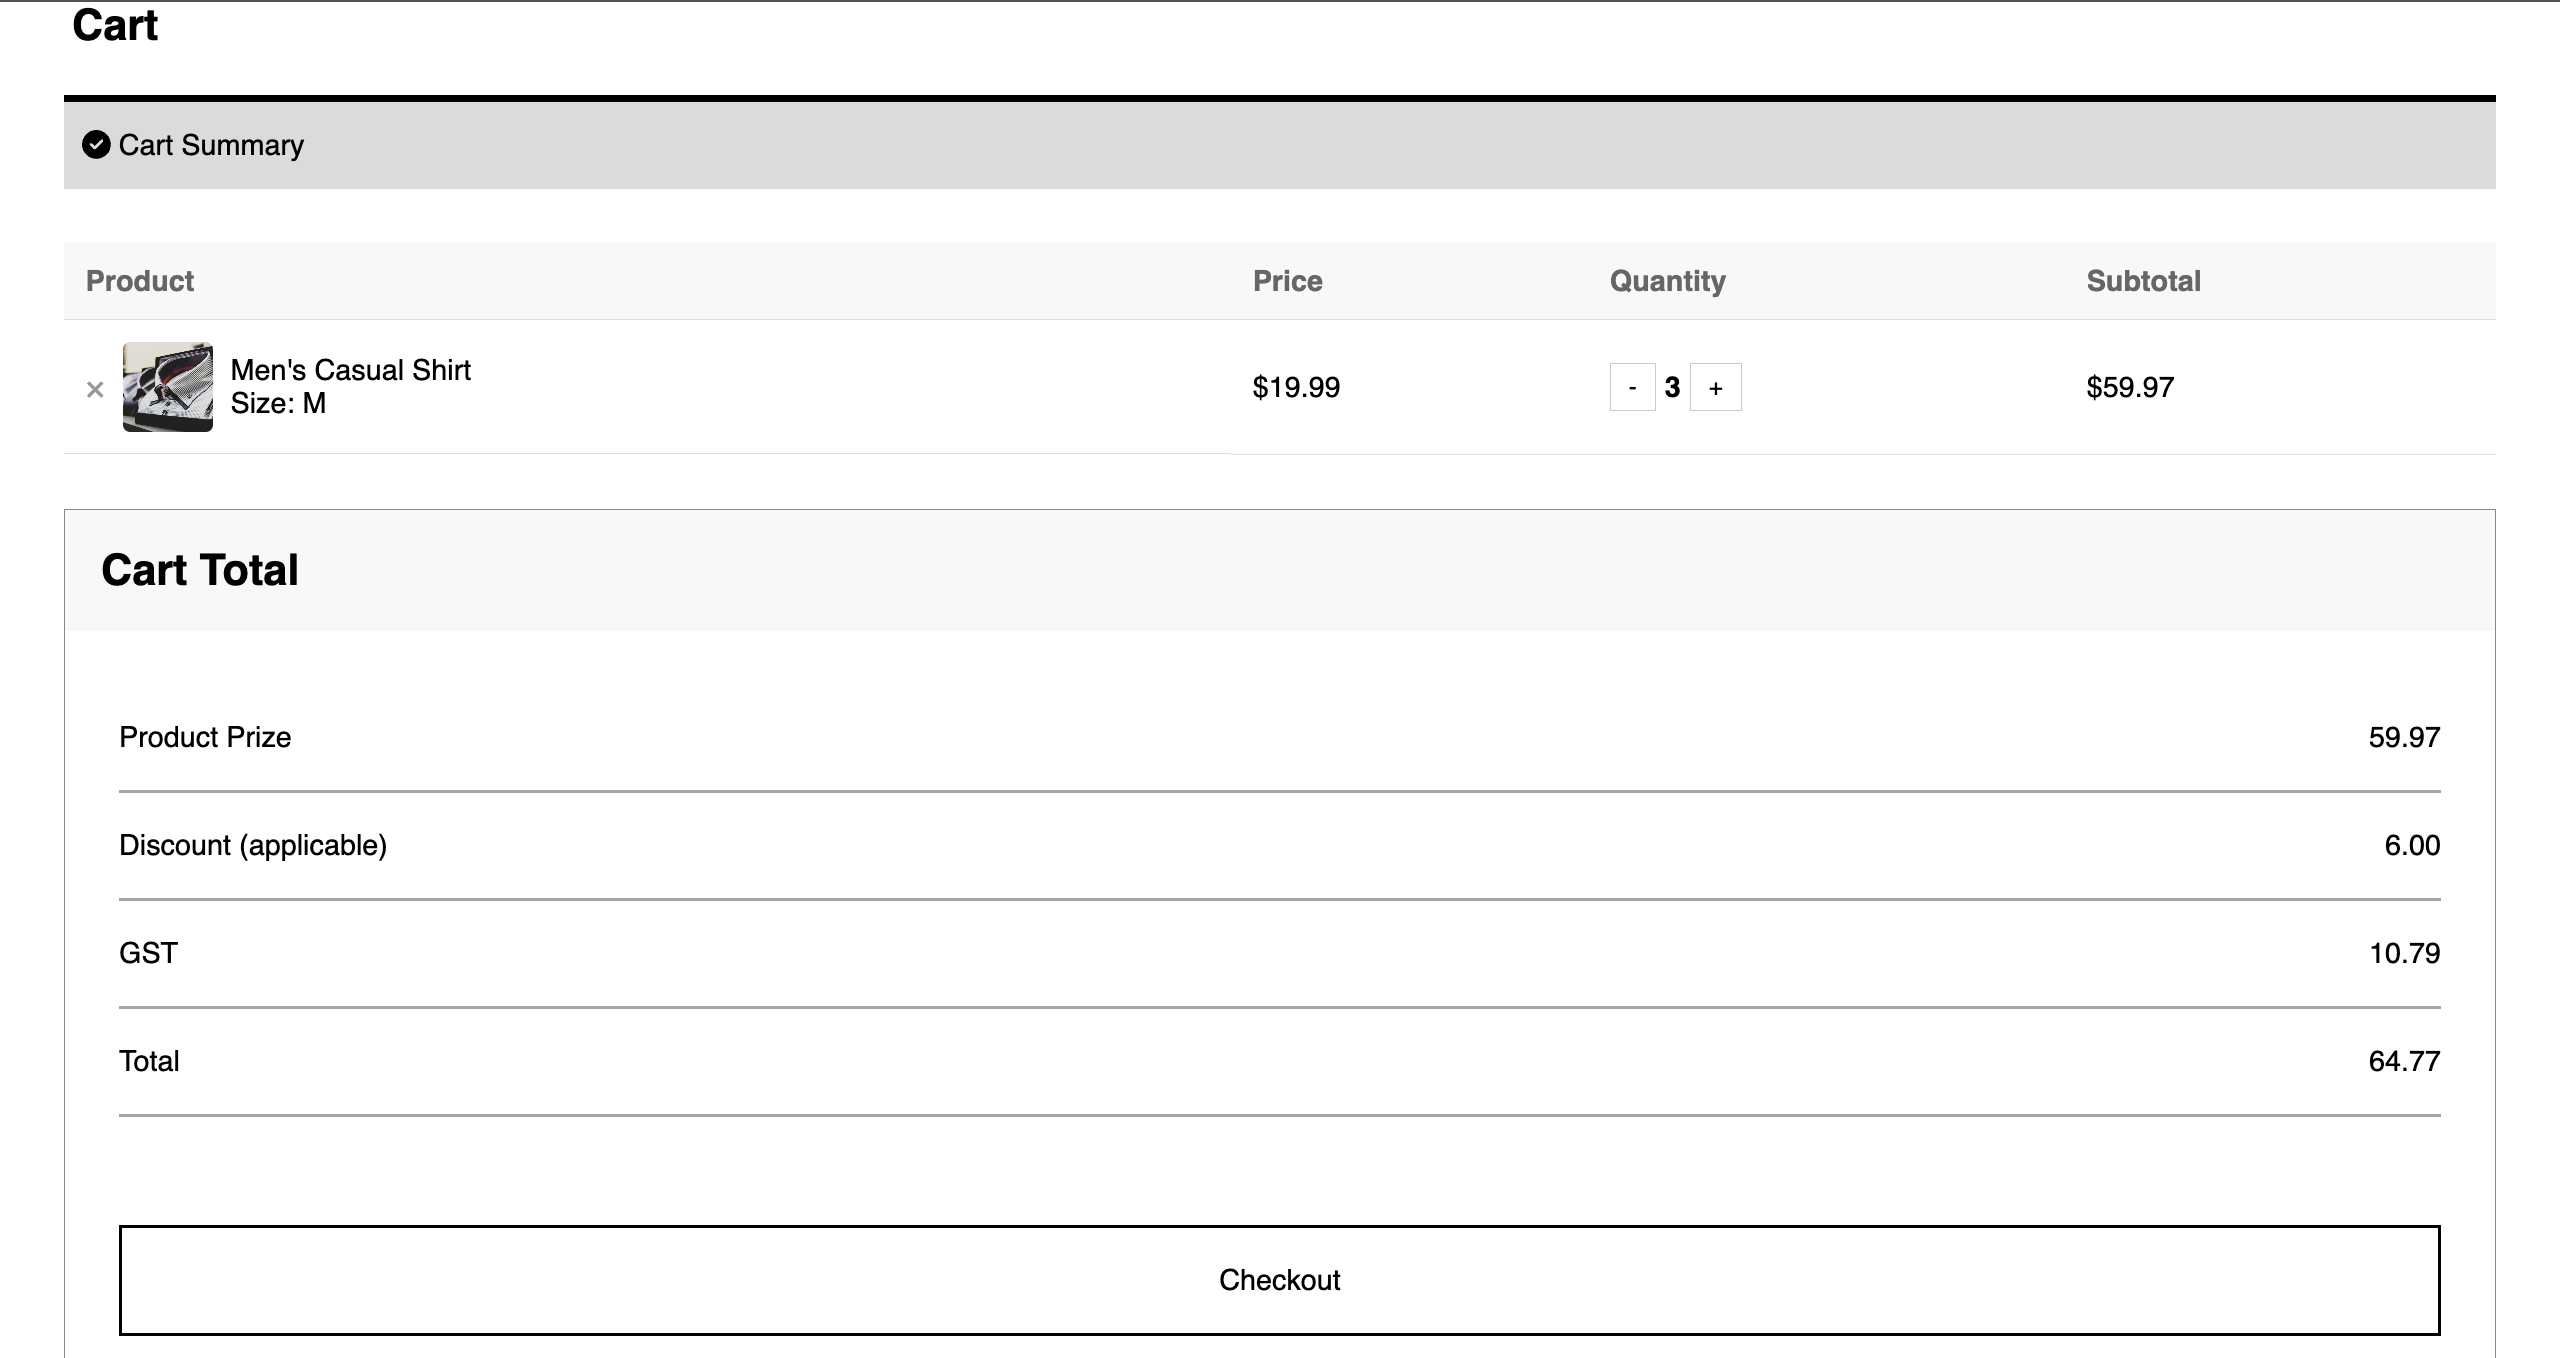 Cart
Cart Summary
Product Price Quantity Subtotal
× Men's Casual Shirt
Size: M
$19.99 - 3 + $59.97
Cart Total
Product Prize 59.97
Discount (applicable) 6.00
GST 10.79
Total 64.77
Checkout